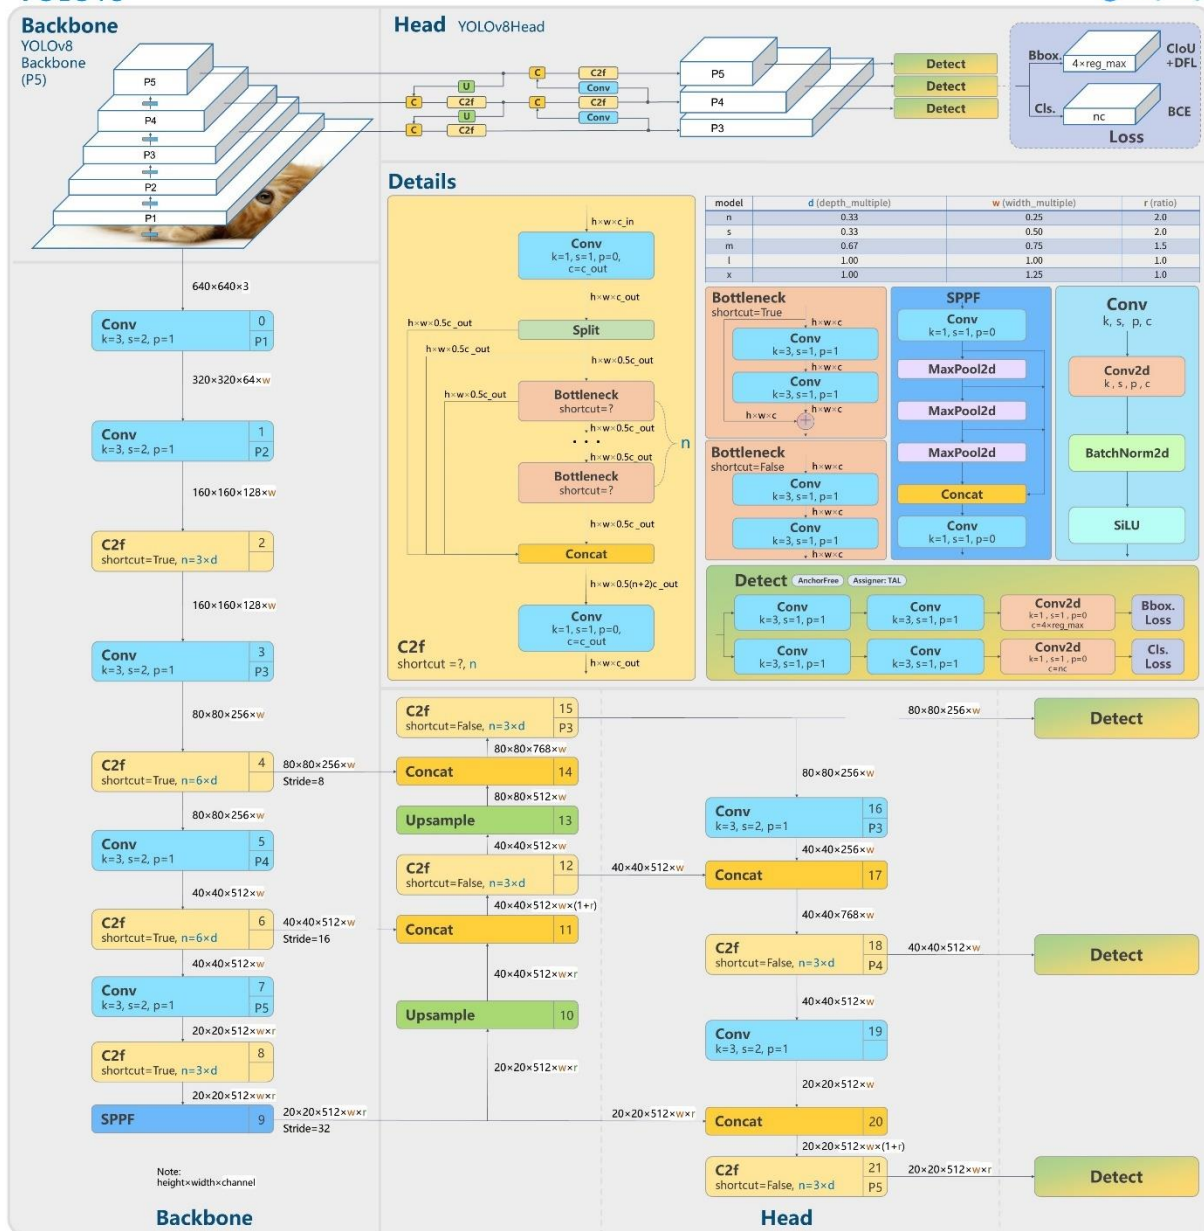 Backbone
YOLOv8
Backbone
(P5)
P5
P4
P3
P2
P1
Head YOLOv8Head
C
C2f
U
Conv
C
C2f
C
C2f
U
Conv
C
C2f
P5
P4
P3
Detect
Detect
Detect
Bbox.
4×reg_max
CIoU
+DFL
Cls.
nc
BCE
Loss
Details
h×w×c_in
Conv
k=1, s=1, p=0,
c=c_out
h×w×c_out
h×w×0.5c_out
Split
h×w×0.5c_out
h×w×0.5c_out
h×w×0.5c_out
Bottleneck
shortcut=?
h×w×0.5c_out
· · ·
n
h×w×0.5c_out
Bottleneck
shortcut=?
h×w×0.5c_out
Concat
h×w×0.5(n+2)c_out
Conv
k=1, s=1, p=0,
c=c_out
h×w×c_out
C2f
shortcut =?, n
model d (depth_multiple) w (width_multiple) r (ratio)
n 0.33 0.25 2.0
s 0.33 0.50 2.0
m 0.67 0.75 1.5
l 1.00 1.00 1.0
x 1.00 1.25 1.0
Bottleneck
shortcut=True
h×w×c
Conv
k=3, s=1, p=1
h×w×c
Conv
k=3, s=1, p=1
h×w×c
h×w×c
+
Bottleneck
shortcut=False
h×w×c
Conv
k=3, s=1, p=1
h×w×c
Conv
k=3, s=1, p=1
h×w×c
SPPF
Conv
k=1, s=1, p=0
MaxPool2d
MaxPool2d
MaxPool2d
Concat
Conv
k=1, s=1, p=0
Conv
k, s, p, c
Conv2d
k, s, p, c
BatchNorm2d
SiLU
Detect AnchorFree Assigner: TAL
Conv
k=3, s=1, p=1
Conv
k=3, s=1, p=1
Conv2d
k=1, s=1, p=0
c=4×reg_max
Bbox.
Loss
Conv
k=3, s=1, p=1
Conv
k=3, s=1, p=1
Conv2d
k=1, s=1, p=0
c=nc
Cls.
Loss
640×640×3
Conv 0
k=3, s=2, p=1 P1
320×320×64×w
Conv 1
k=3, s=2, p=1 P2
160×160×128×w
C2f 2
shortcut=True, n=3×d
160×160×128×w
Conv 3
k=3, s=2, p=1 P3
80×80×256×w
C2f 4
shortcut=True, n=6×d
80×80×256×w
Stride=8
80×80×256×w
Conv 5
k=3, s=2, p=1 P4
40×40×512×w
C2f 6
shortcut=True, n=6×d
40×40×512×w
Stride=16
40×40×512×w
Conv 7
k=3, s=2, p=1 P5
20×20×512×w×r
C2f 8
shortcut=True, n=3×d
20×20×512×w×r
SPPF 9
20×20×512×w×r
Stride=32
Note:
height×width×channel
Backbone
C2f 15
shortcut=False, n=3×d P3
80×80×768×w
Concat 14
80×80×512×w
Upsample 13
40×40×512×w
C2f 12
shortcut=False, n=3×d
40×40×512×w
40×40×512×w×(1+r)
Concat 11
40×40×512×w×r
Upsample 10
20×20×512×w×r
80×80×256×w
Detect
80×80×256×w
Conv 16
k=3, s=2, p=1 P3
40×40×256×w
Concat 17
40×40×768×w
C2f 18
shortcut=False, n=3×d P4
40×40×512×w
Detect
40×40×512×w
Conv 19
k=3, s=2, p=1
20×20×512×w
20×20×512×w×r
Concat 20
20×20×512×w×(1+r)
C2f 21
shortcut=False, n=3×d P5
20×20×512×w×r
Detect
Head